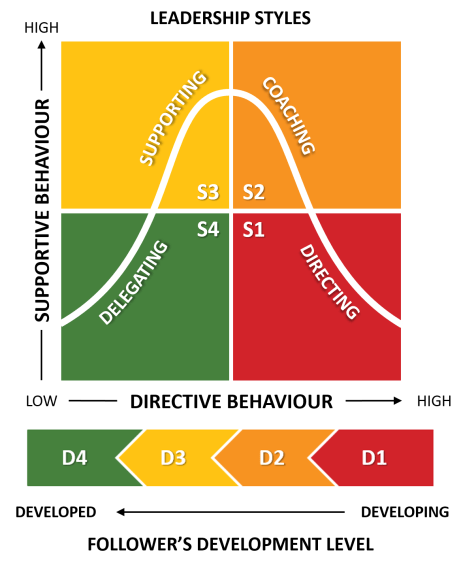 LEADERSHIP STYLES
HIGH
SUPPORTIVE BEHAVIOUR
SUPPORTING
COACHING
S3
S2
S4
S1
DELEGATING
DIRECTING
LOW
DIRECTIVE BEHAVIOUR
HIGH
D4
D3
D2
D1
DEVELOPED
DEVELOPING
FOLLOWER'S DEVELOPMENT LEVEL